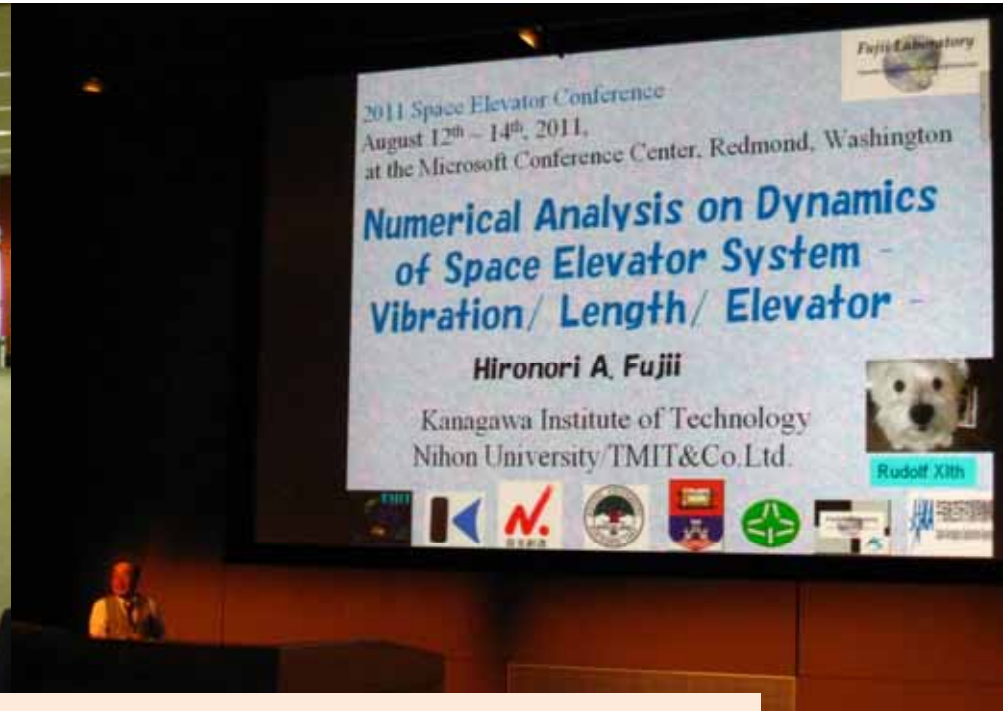 Fujii Laboratory
2011 Space Elevator Conference
August 12th – 14th, 2011,
at the Microsoft Conference Center, Redmond, Washington
Numerical Analysis on Dynamics
of Space Elevator System -
Vibration/ Length/ Elevator -
Hironori A. Fujii
Kanagawa Institute of Technology
Nihon University/TMIT&Co.Ltd.
Rudolf XIth
TMIT
N.